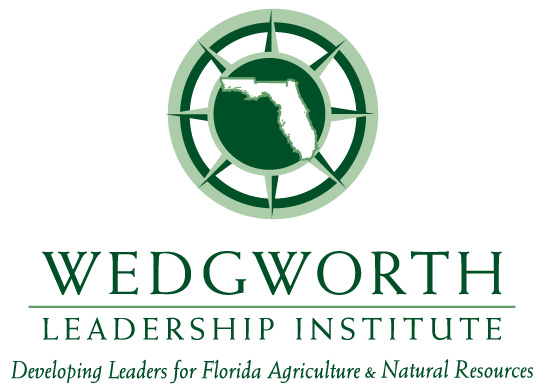 WEDGWORTH
LEADERSHIP INSTITUTE
Developing Leaders for Florida Agriculture & Natural Resources